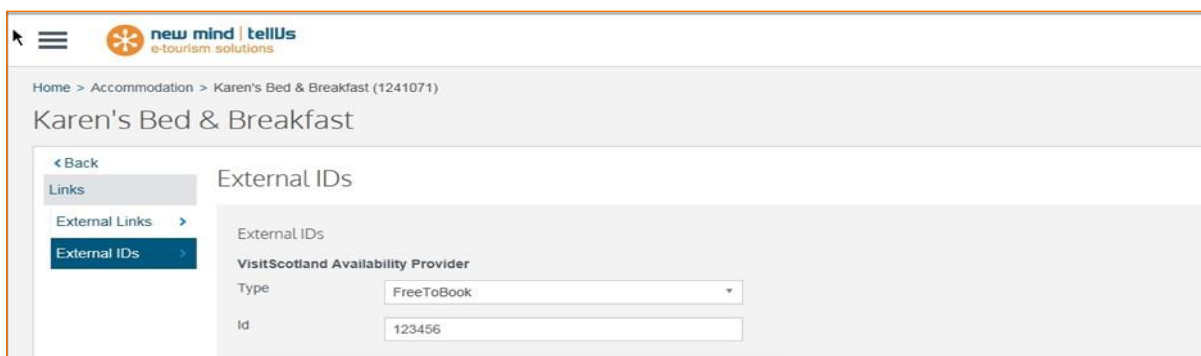 new mind | tellUs
e-tourism solutions
Home > Accommodation > Karen's Bed & Breakfast (1241071)
Karen's Bed & Breakfast
Back
Links
External Links
External IDs
External IDs
External IDs
VisitScotland Availability Provider
Type FreeToBook
Id 123456